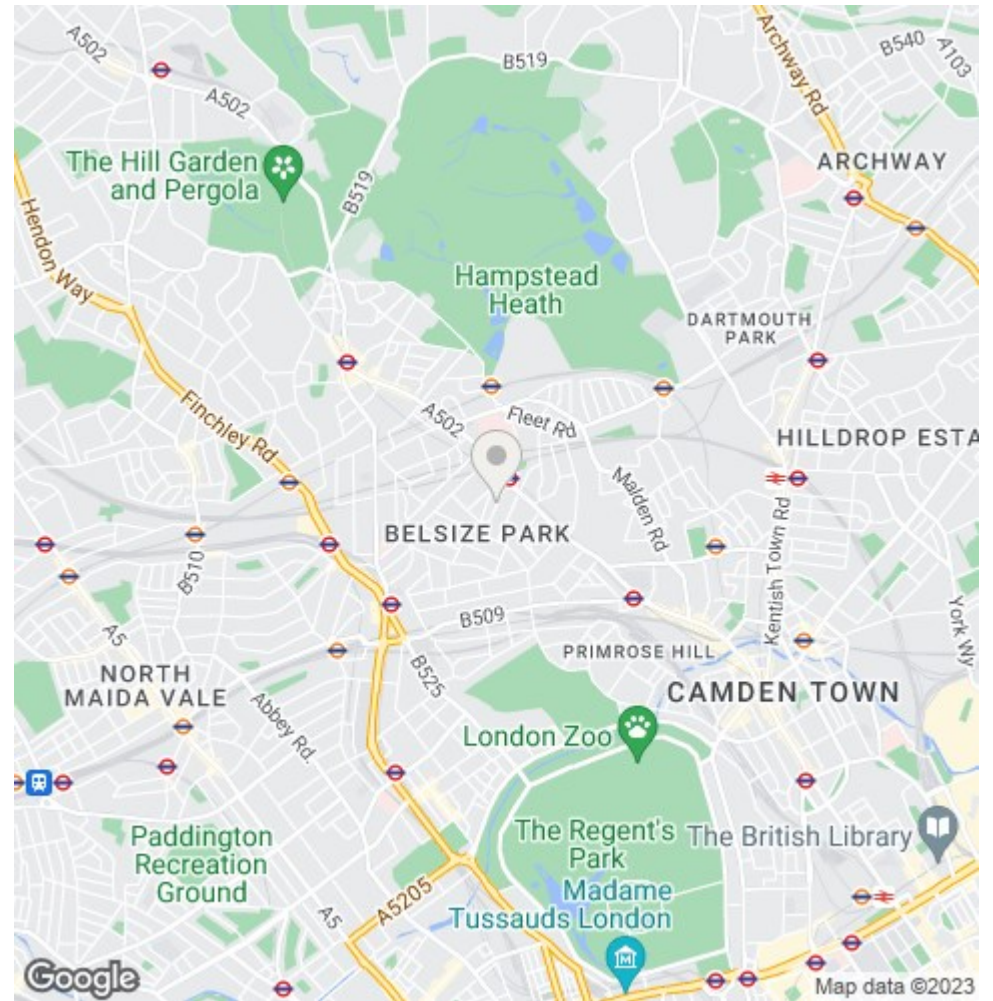 A502
A502
B519
Archway Rd
B540
A103
The Hill Garden
and Pergola
B519
ARCHWAY
Hendon Way
Hampstead
Heath
DARTMOUTH
PARK
A502
Fleet Rd
Finchley Rd
HILLDROP ESTA
Malden Rd
BELSIZE PARK
B510
Kentish Town Rd
A5
B509
York Wy
PRIMROSE HILL
NORTH
MAIDA VALE
B525
CAMDEN TOWN
Abbey Rd.
London Zoo
The Regent's
Park
The British Library
Paddington
Recreation
Ground
Madame
Tussauds London
A5
A5205
M
Google
Map data ©2023